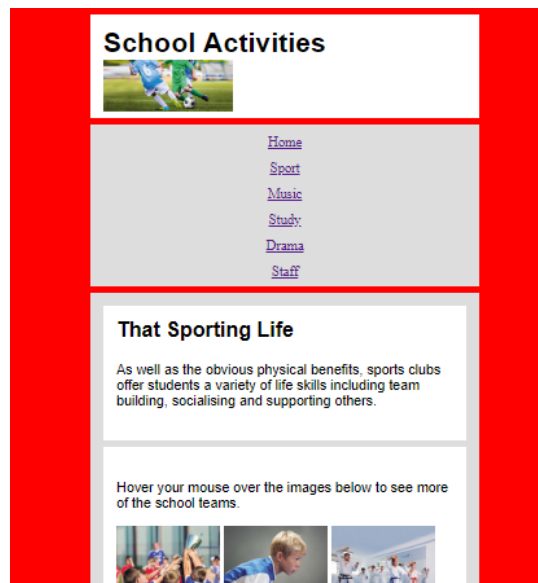 School Activities
Home
Sport
Music
Study
Drama
Staff
That Sporting Life
As well as the obvious physical benefits, sports clubs
offer students a variety of life skills including team
building, socialising and supporting others.
Hover your mouse over the images below to see more
of the school teams.